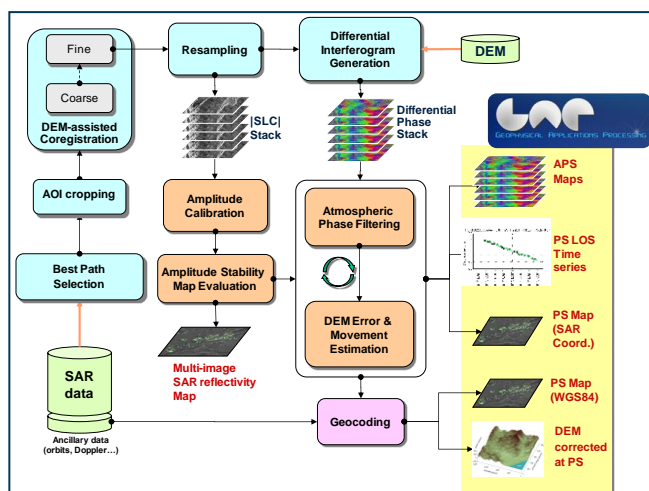 Fine
Coarse
DEM-assisted
Coregistration
Resampling
Differential
Interferogram
Generation
DEM
|SLC|
Stack
Differential
Phase
Stack
GEOPHYSICAL APPLICATIONS PROCESSING
AOI cropping
Amplitude
Calibration
Atmospheric
Phase Filtering
APS
Maps
PS LOS
Time
series
Best Path
Selection
Amplitude Stability
Map Evaluation
DEM Error &
Movement
Estimation
PS Map
(SAR
Coord.)
Multi-image
SAR reflectivity
Map
SAR
data
Ancillary data
(orbits, Doppler...)
Geocoding
PS Map
(WGS84)
DEM
corrected
at PS